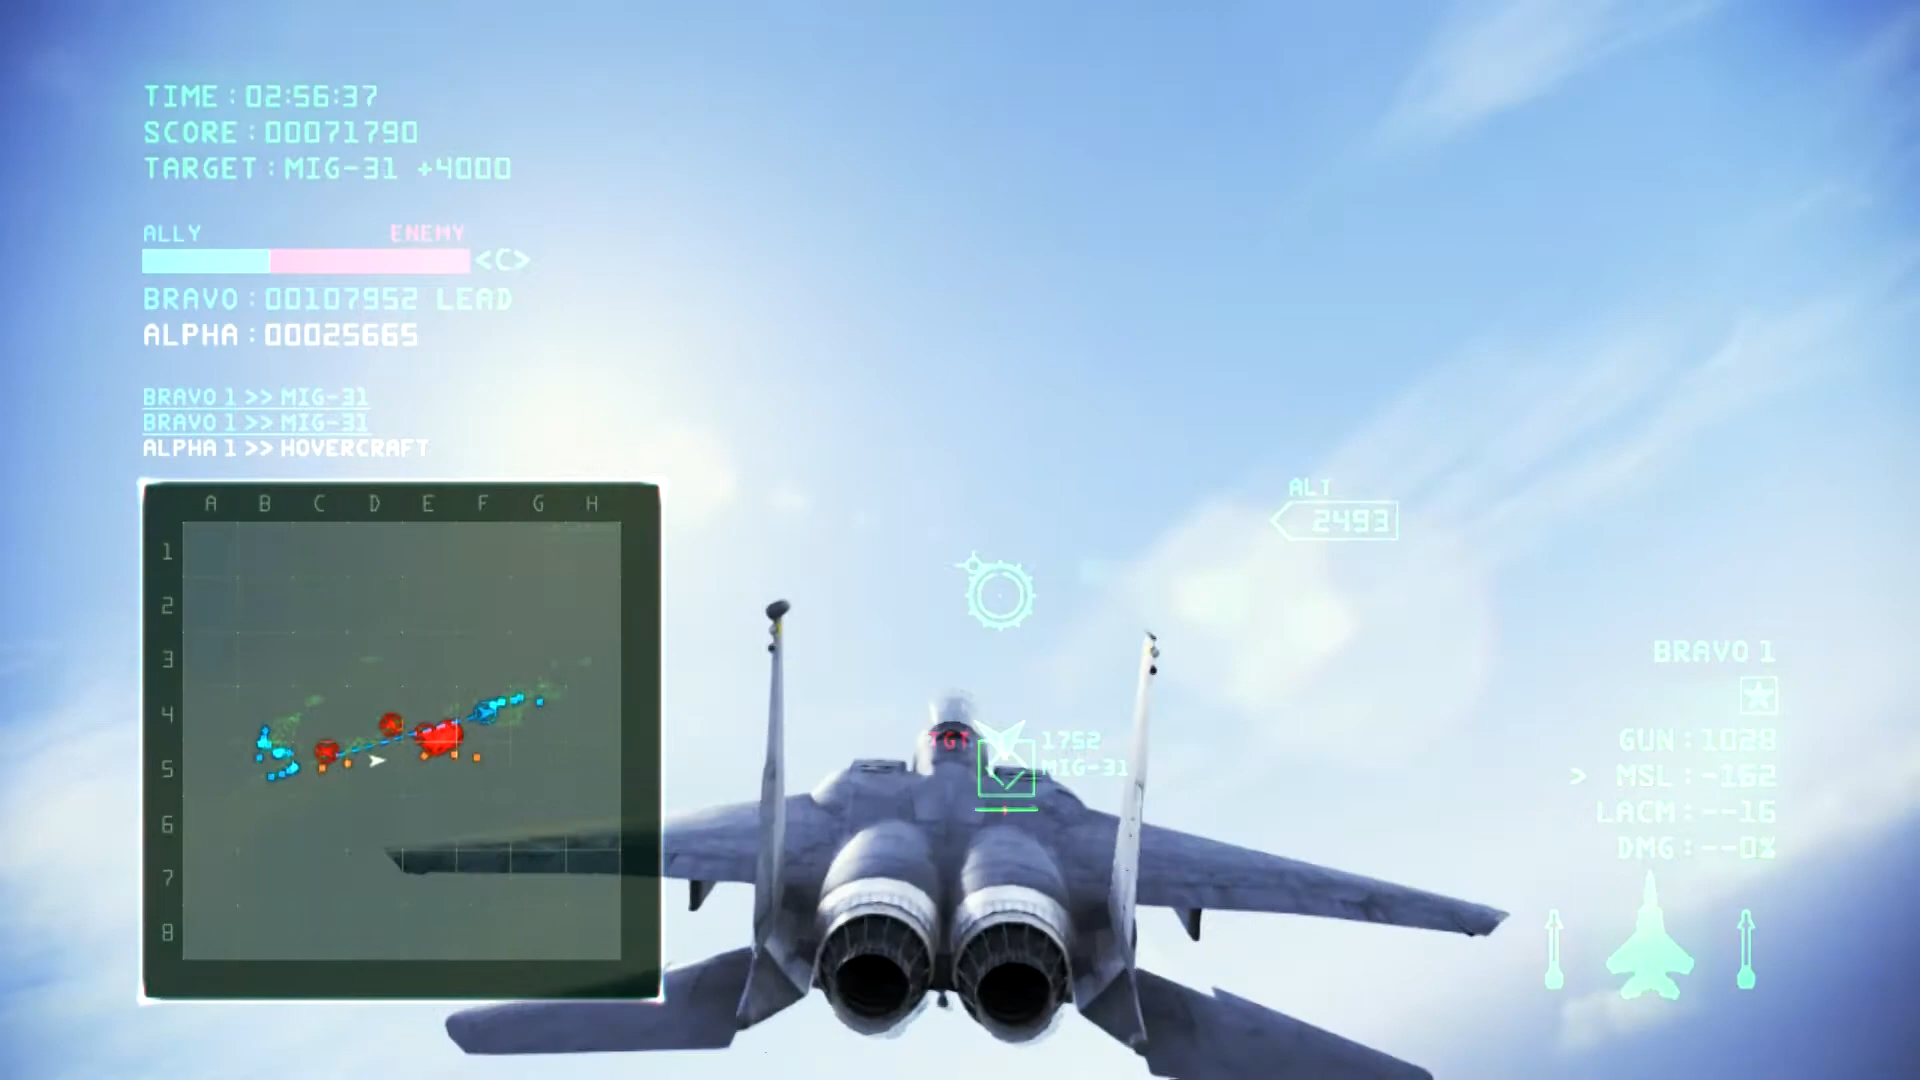 TIME:02:56:37
SCORE:00071790
TARGET:MIG-31 +4000
ALLY ENEMY
<C>
BRAVO:00107952 LEAD
ALPHA:00025665
BRAVO 1 >> MIG-31
BRAVO 1 >> MIG-31
ALPHA 1 >> HOVERCRAFT
A B C D E F G H
1
2
3
4
5
6
7
8
ALT
2493
TGT 1752
MIG-31
BRAVO 1
GUN:1028
> MSL:-162
LACM:--16
DMG:--0%